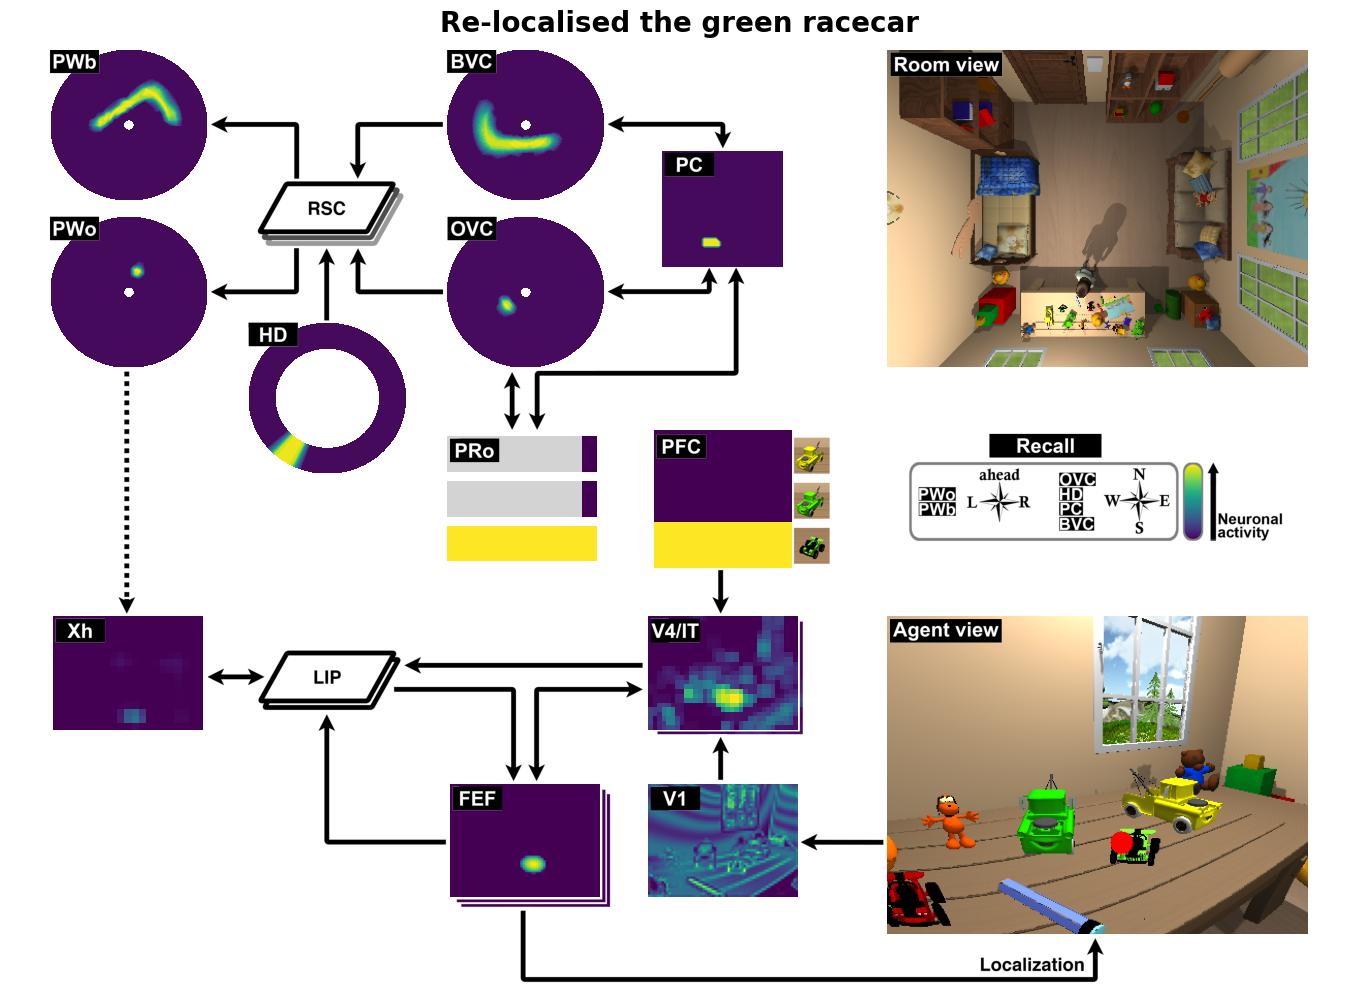 Re-localised the green racecar
PWb
BVC
Room view
PC
RSC
PWo
OVC
HD
PRo
PFC
Recall
ahead
L R
PWo
PWb
OVC
HD
PC
BVC
N
W E
S
Neuronal
activity
Xh
LIP
V4/IT
Agent view
FEF
V1
Localization